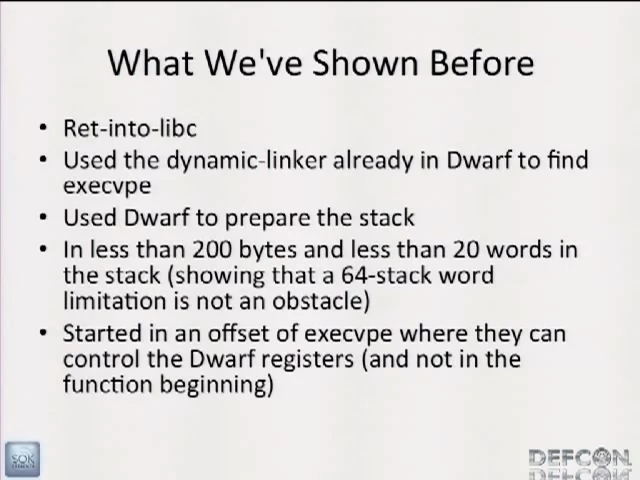 What We've Shown Before
• Ret-into-libc
• Used the dynamic-linker already in Dwarf to find
execvpe
• Used Dwarf to prepare the stack
• In less than 200 bytes and less than 20 words in
the stack (showing that a 64-stack word
limitation is not an obstacle)
• Started in an offset of execvpe where they can
control the Dwarf registers (and not in the
function beginning)
SOK
DEFCON